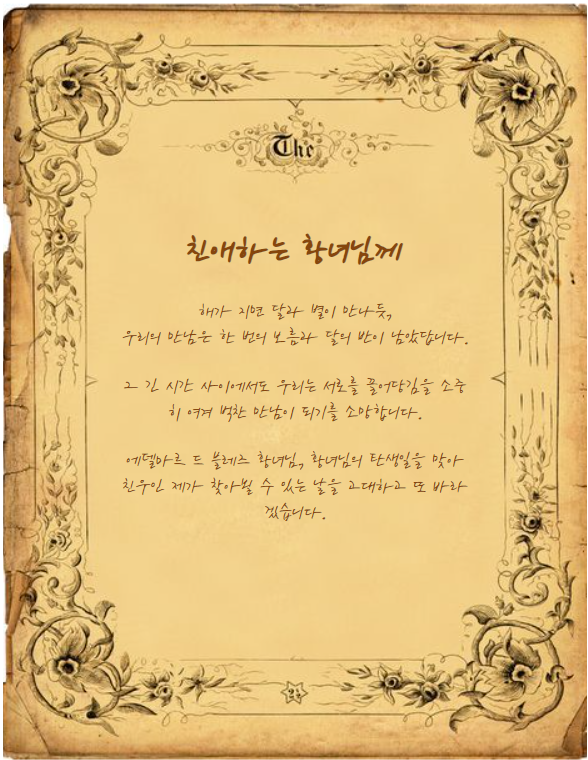 The
친애하는 황녀님께
해가 지면 달과 별이 만나듯,
우리의 만남은 한 번의 보름과 달의 반이 남았답니다.
그 긴 시간 사이에서도 우리는 서로를 끌어당김을 소중
히 여겨 벅찬 만남이 되기를 소망합니다.
에델마르 드 블레즈 황녀님, 황녀님의 탄생일을 맞아
친우인 제가 찾아뵐 수 있는 날을 고대하고 또 바라
겠습니다.